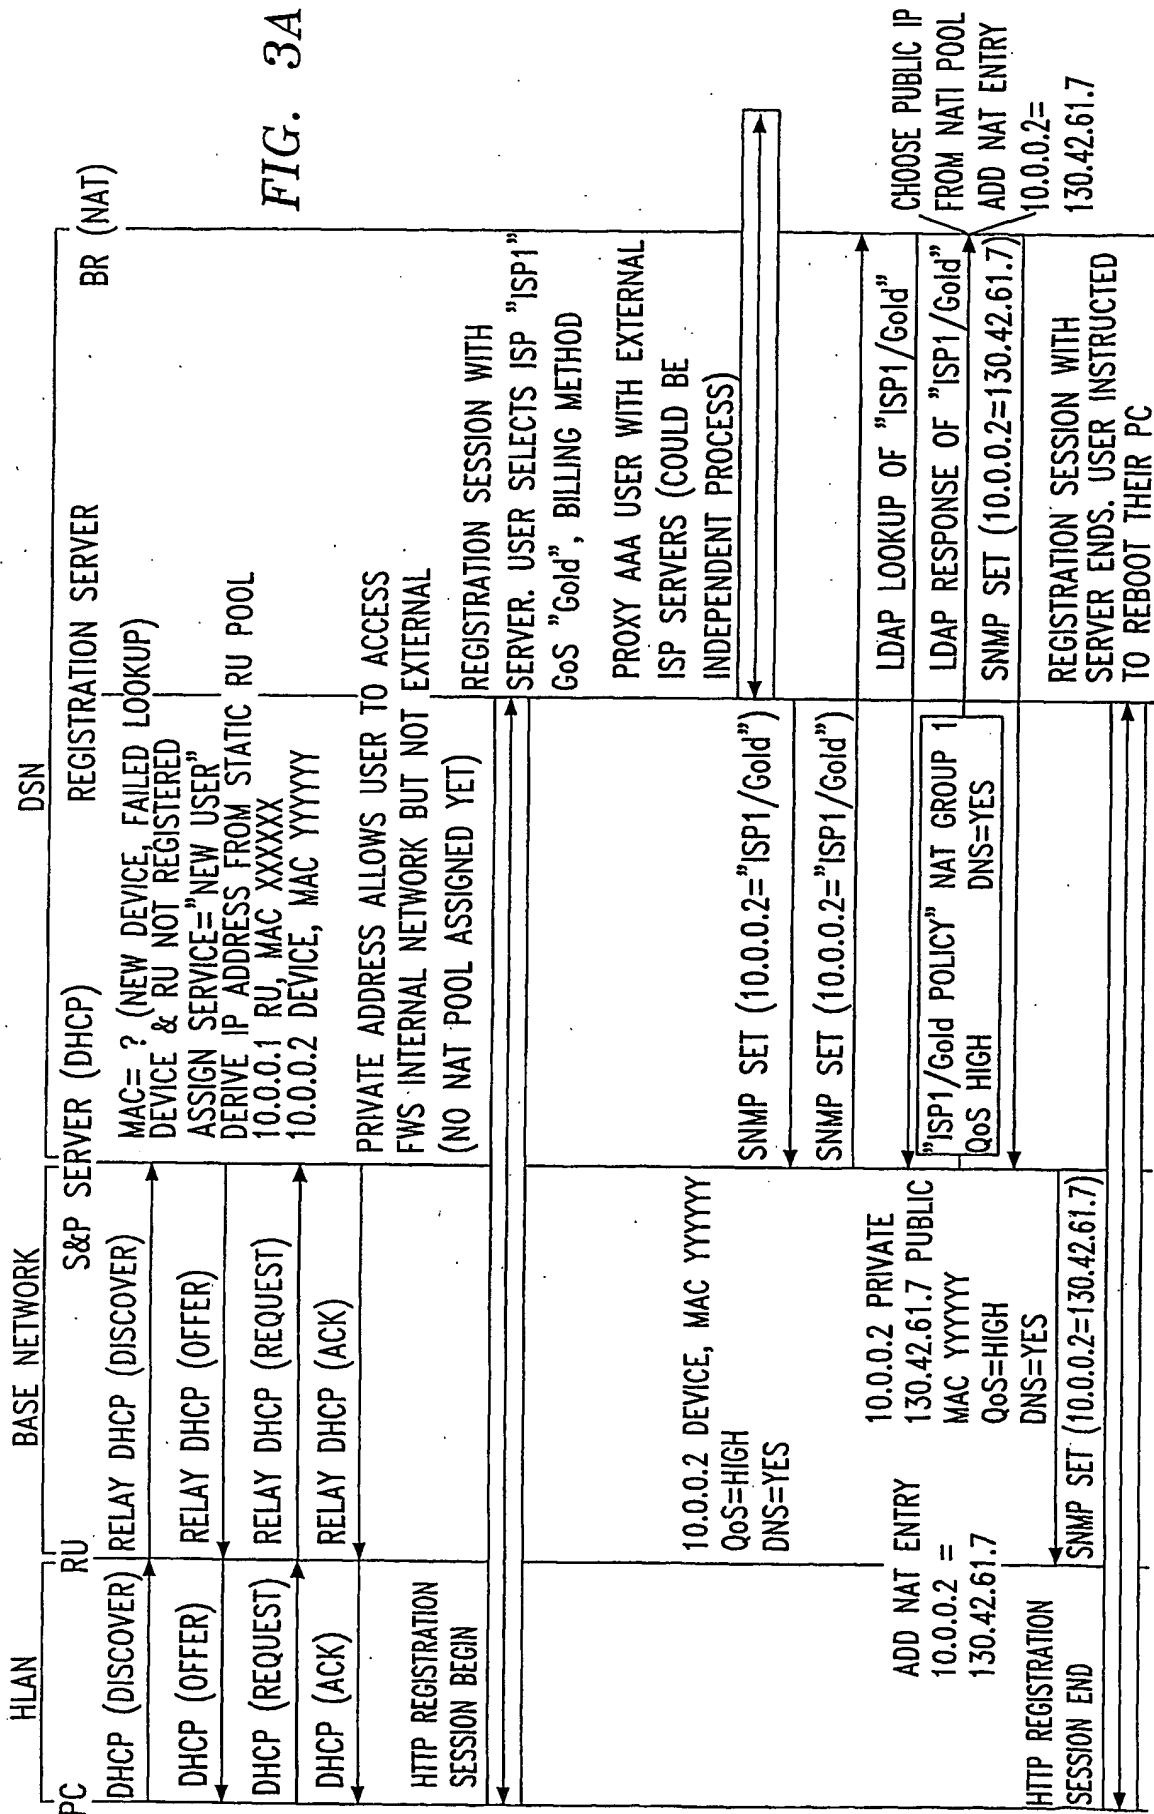 FIG. 3A
HLAN
BASE NETWORK
DSN
PC
RU
S&P SERVER (DHCP)
REGISTRATION SERVER
BR (NAT)
DHCP (DISCOVER)
RELAY DHCP (DISCOVER)
MAC= ? (NEW DEVICE, FAILED LOOKUP)
DEVICE & RU NOT REGISTERED
ASSIGN SERVICE="NEW USER"
DERIVE IP ADDRESS FROM STATIC RU POOL
10.0.0.1 RU, MAC XXXXXX
10.0.0.2 DEVICE, MAC YYYYYY
DHCP (OFFER)
RELAY DHCP (OFFER)
DHCP (REQUEST)
RELAY DHCP (REQUEST)
DHCP (ACK)
RELAY DHCP (ACK)
PRIVATE ADDRESS ALLOWS USER TO ACCESS
FWS INTERNAL NETWORK BUT NOT EXTERNAL
(NO NAT POOL ASSIGNED YET)
HTTP REGISTRATION
SESSION BEGIN
REGISTRATION SESSION WITH
SERVER. USER SELECTS ISP "ISP1"
GoS "Gold", BILLING METHOD
PROXY AAA USER WITH EXTERNAL
ISP SERVERS (COULD BE
INDEPENDENT PROCESS)
10.0.0.2 DEVICE, MAC YYYYYY
QoS=HIGH
DNS=YES
SNMP SET (10.0.0.2="ISP1/Gold")
SNMP SET (10.0.0.2="ISP1/Gold")
LDAP LOOKUP OF "ISP1/Gold"
LDAP RESPONSE OF "ISP1/Gold"
"ISP1/Gold POLICY" NAT GROUP 1
QoS HIGH DNS=YES
CHOOSE PUBLIC IP
FROM NATI POOL
ADD NAT ENTRY
10.0.0.2=
130.42.61.7
10.0.0.2 PRIVATE
130.42.61.7 PUBLIC
MAC YYYYYY
QoS=HIGH
DNS=YES
SNMP SET (10.0.0.2=130.42.61.7)
ADD NAT ENTRY
10.0.0.2 =
130.42.61.7
SNMP SET (10.0.0.2=130.42.61.7)
HTTP REGISTRATION
SESSION END
REGISTRATION SESSION WITH
SERVER ENDS. USER INSTRUCTED
TO REBOOT THEIR PC